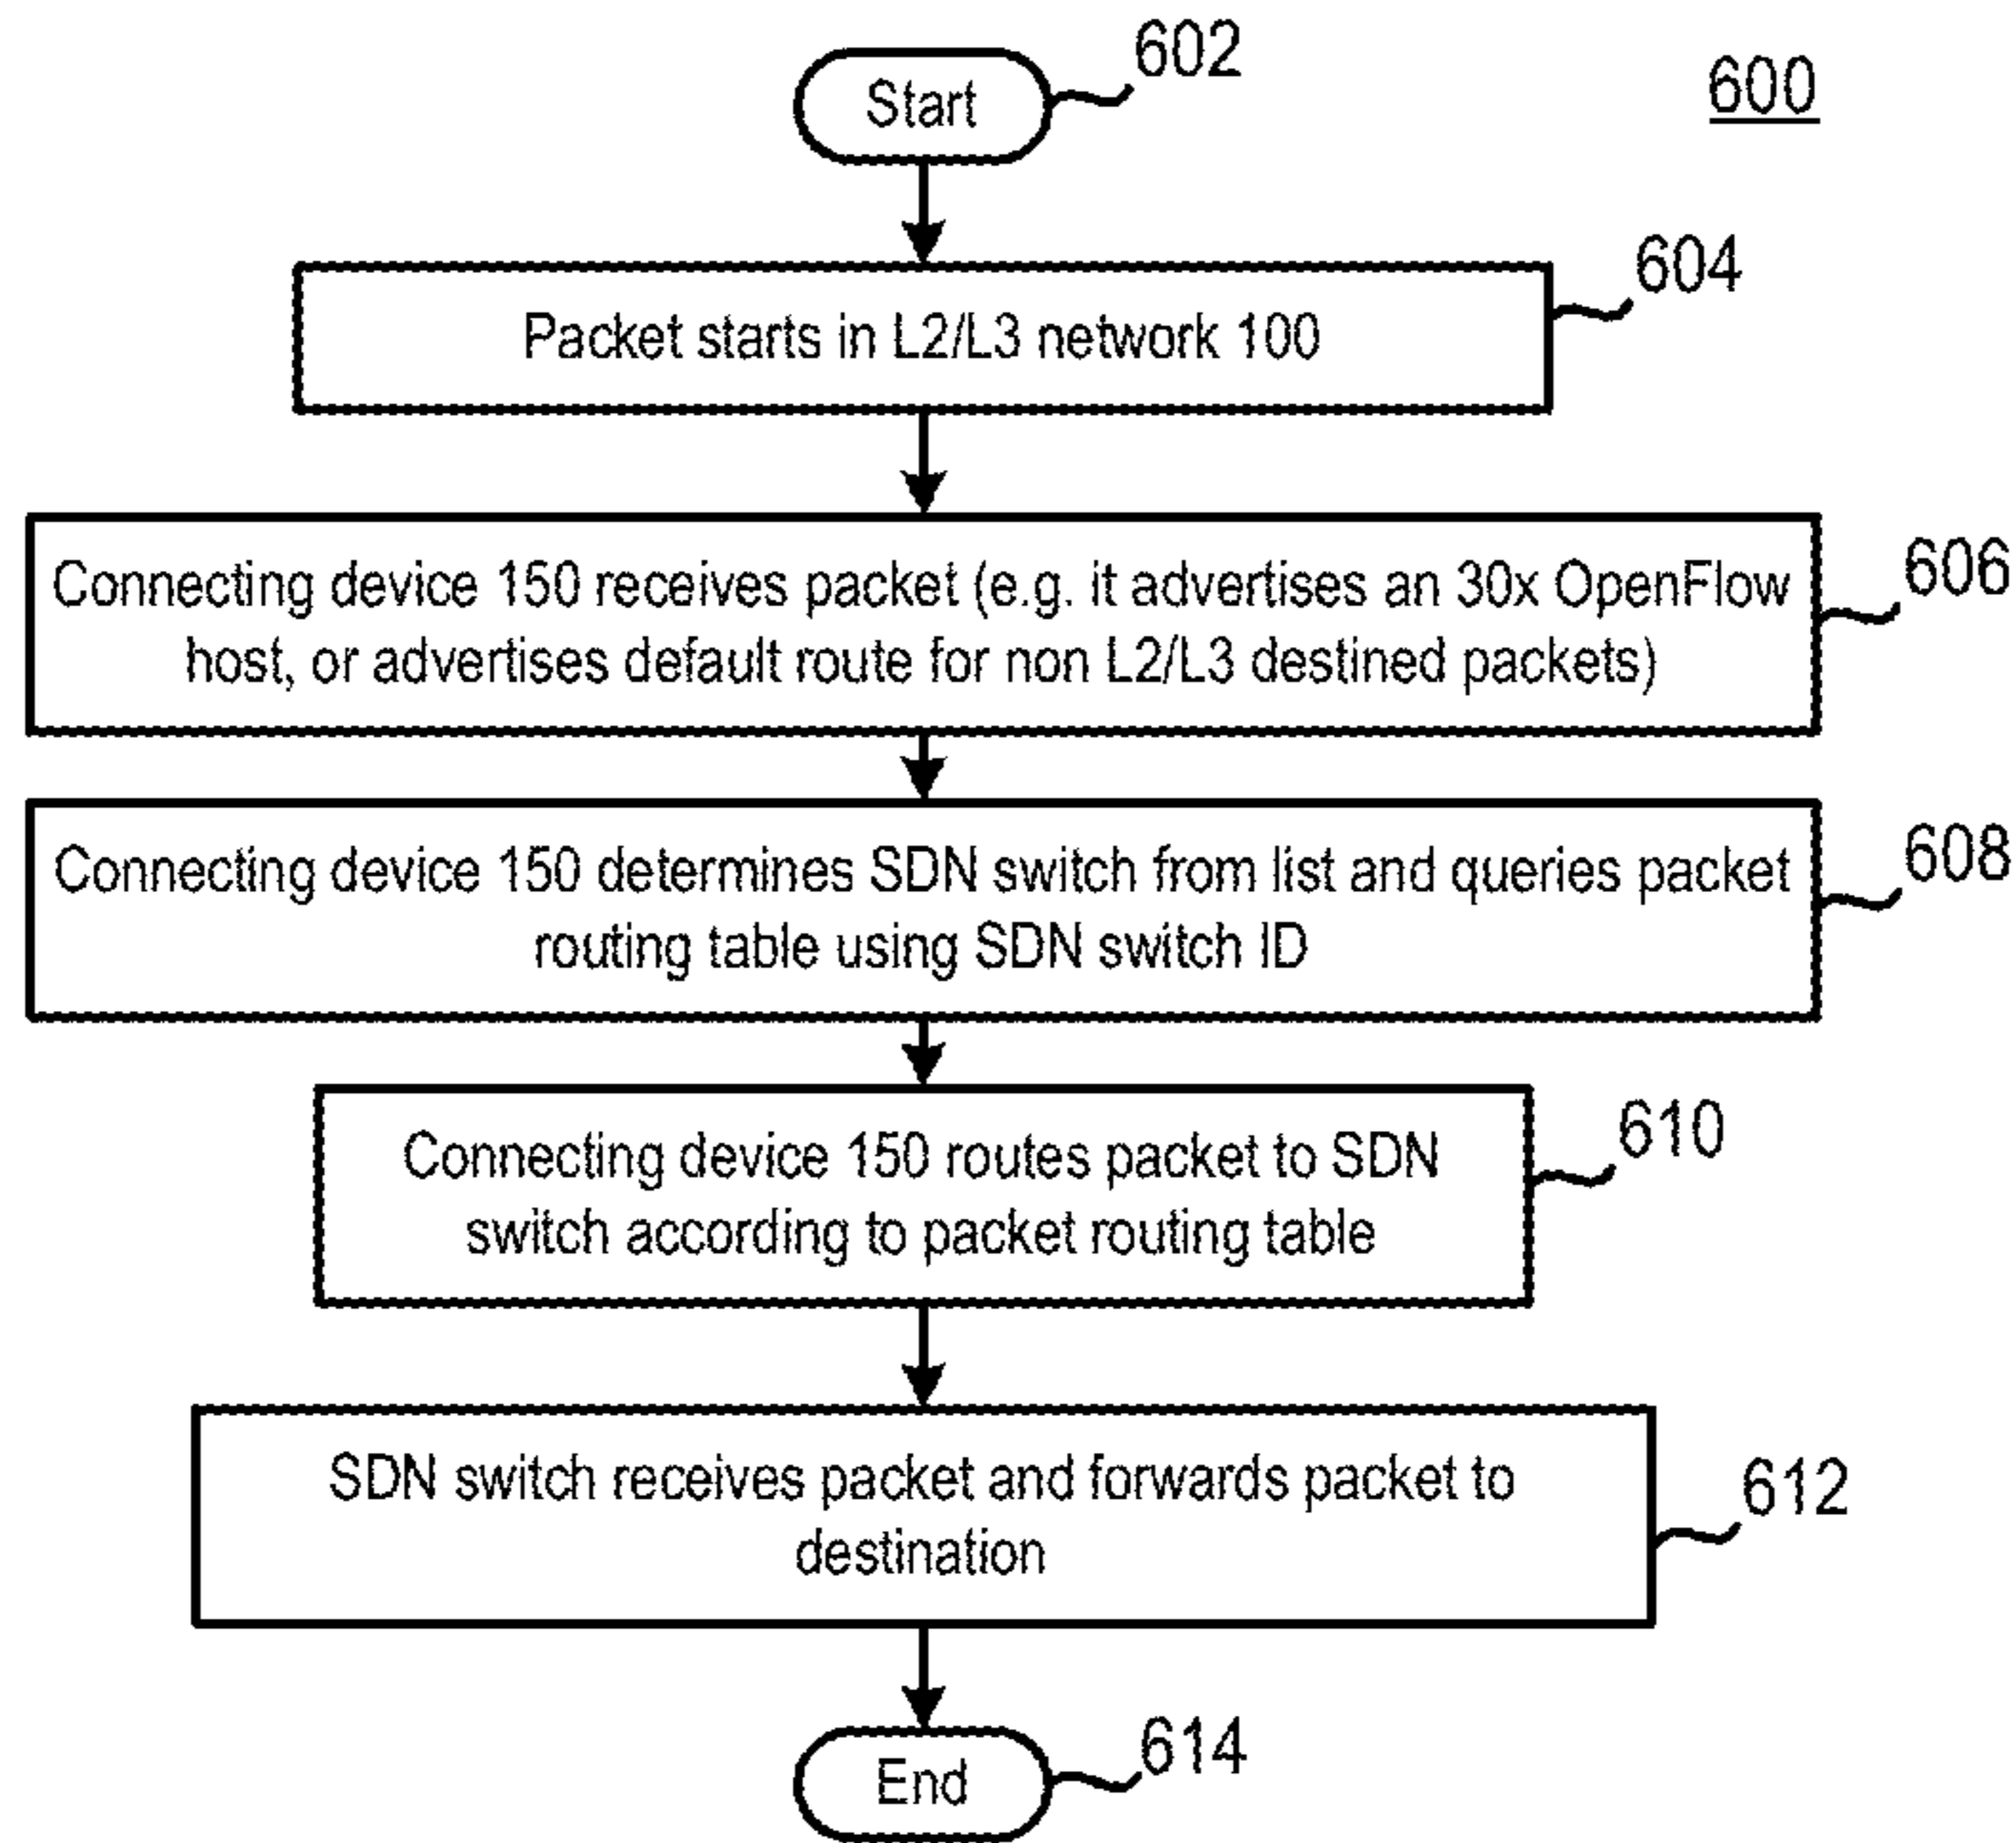 602
600
Start
604
Packet starts in L2/L3 network 100
606
Connecting device 150 receives packet (e.g. it advertises an 30x OpenFlow
host, or advertises default route for non L2/L3 destined packets)
608
Connecting device 150 determines SDN switch from list and queries packet
routing table using SDN switch ID
610
Connecting device 150 routes packet to SDN
switch according to packet routing table
612
SDN switch receives packet and forwards packet to
destination
614
End